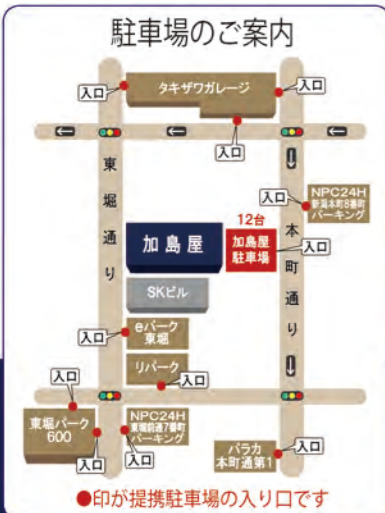 駐車場のご案内
入口
タキザワガレージ
入口
入口
東堀通り
本町通り
NPC24H
新潟本町8番町
パーキング
12台
加島屋
加島屋
駐車場
入口
SKビル
入口
eパーク
東堀
リパーク
入口
入口
東堀パーク
600
入口
NPC24H
東堀前通7番町
パーキング
入口
入口
パラカ
本町通第1
●印が提携駐車場の入り口です